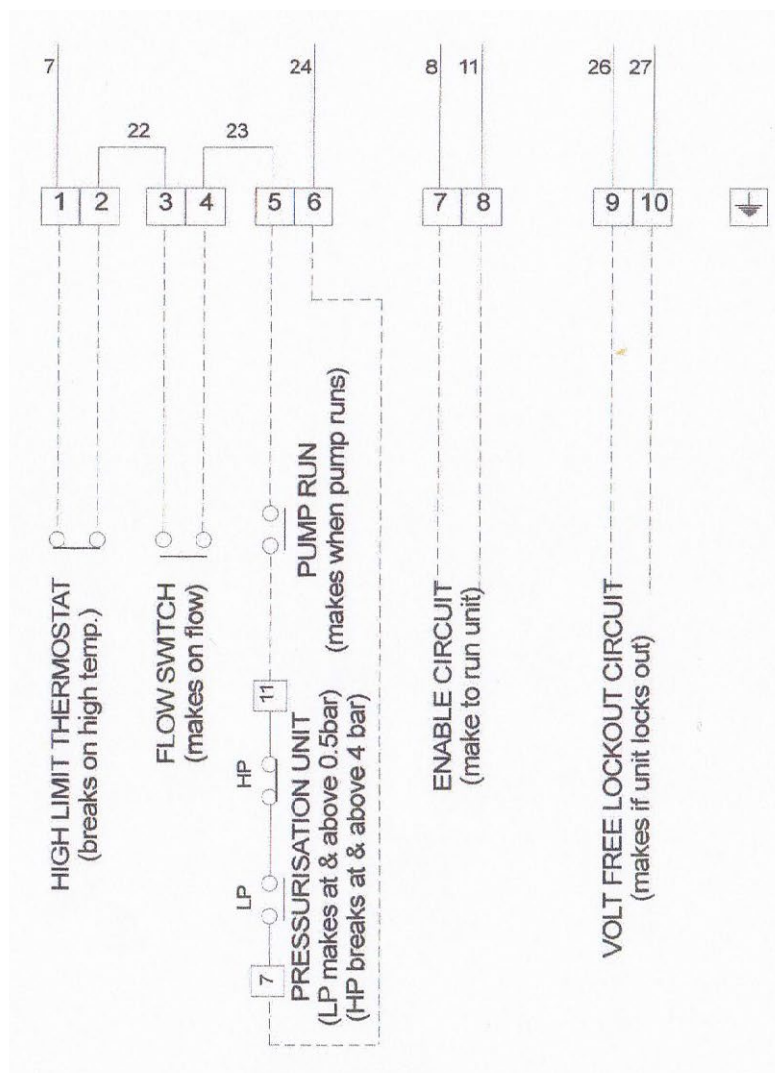 7
24
8
11
26
27
22
23
1
2
3
4
5
6
7
8
9
10
HIGH LIMIT THERMOSTAT
(breaks on high temp.)
FLOW SWITCH
(makes on flow)
PUMP RUN
(makes when pump runs)
11
HP
LP
7
PRESSURISATION UNIT
(LP makes at & above 0.5bar)
(HP breaks at & above 4 bar)
ENABLE CIRCUIT
(make to run unit)
VOLT FREE LOCKOUT CIRCUIT
(makes if unit locks out)